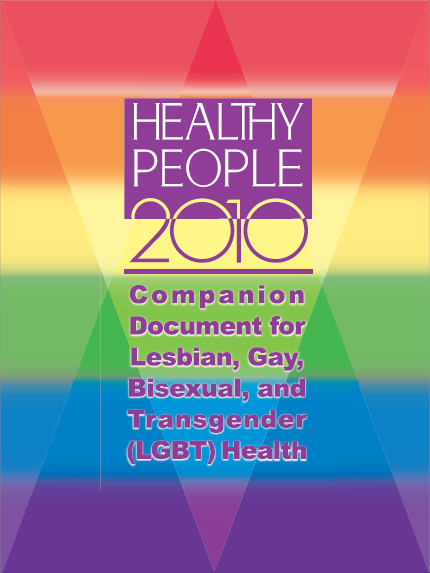 HEALTHY
PEOPLE
2010
Companion
Document for
Lesbian, Gay,
Bisexual, and
Transgender
(LGBT) Health